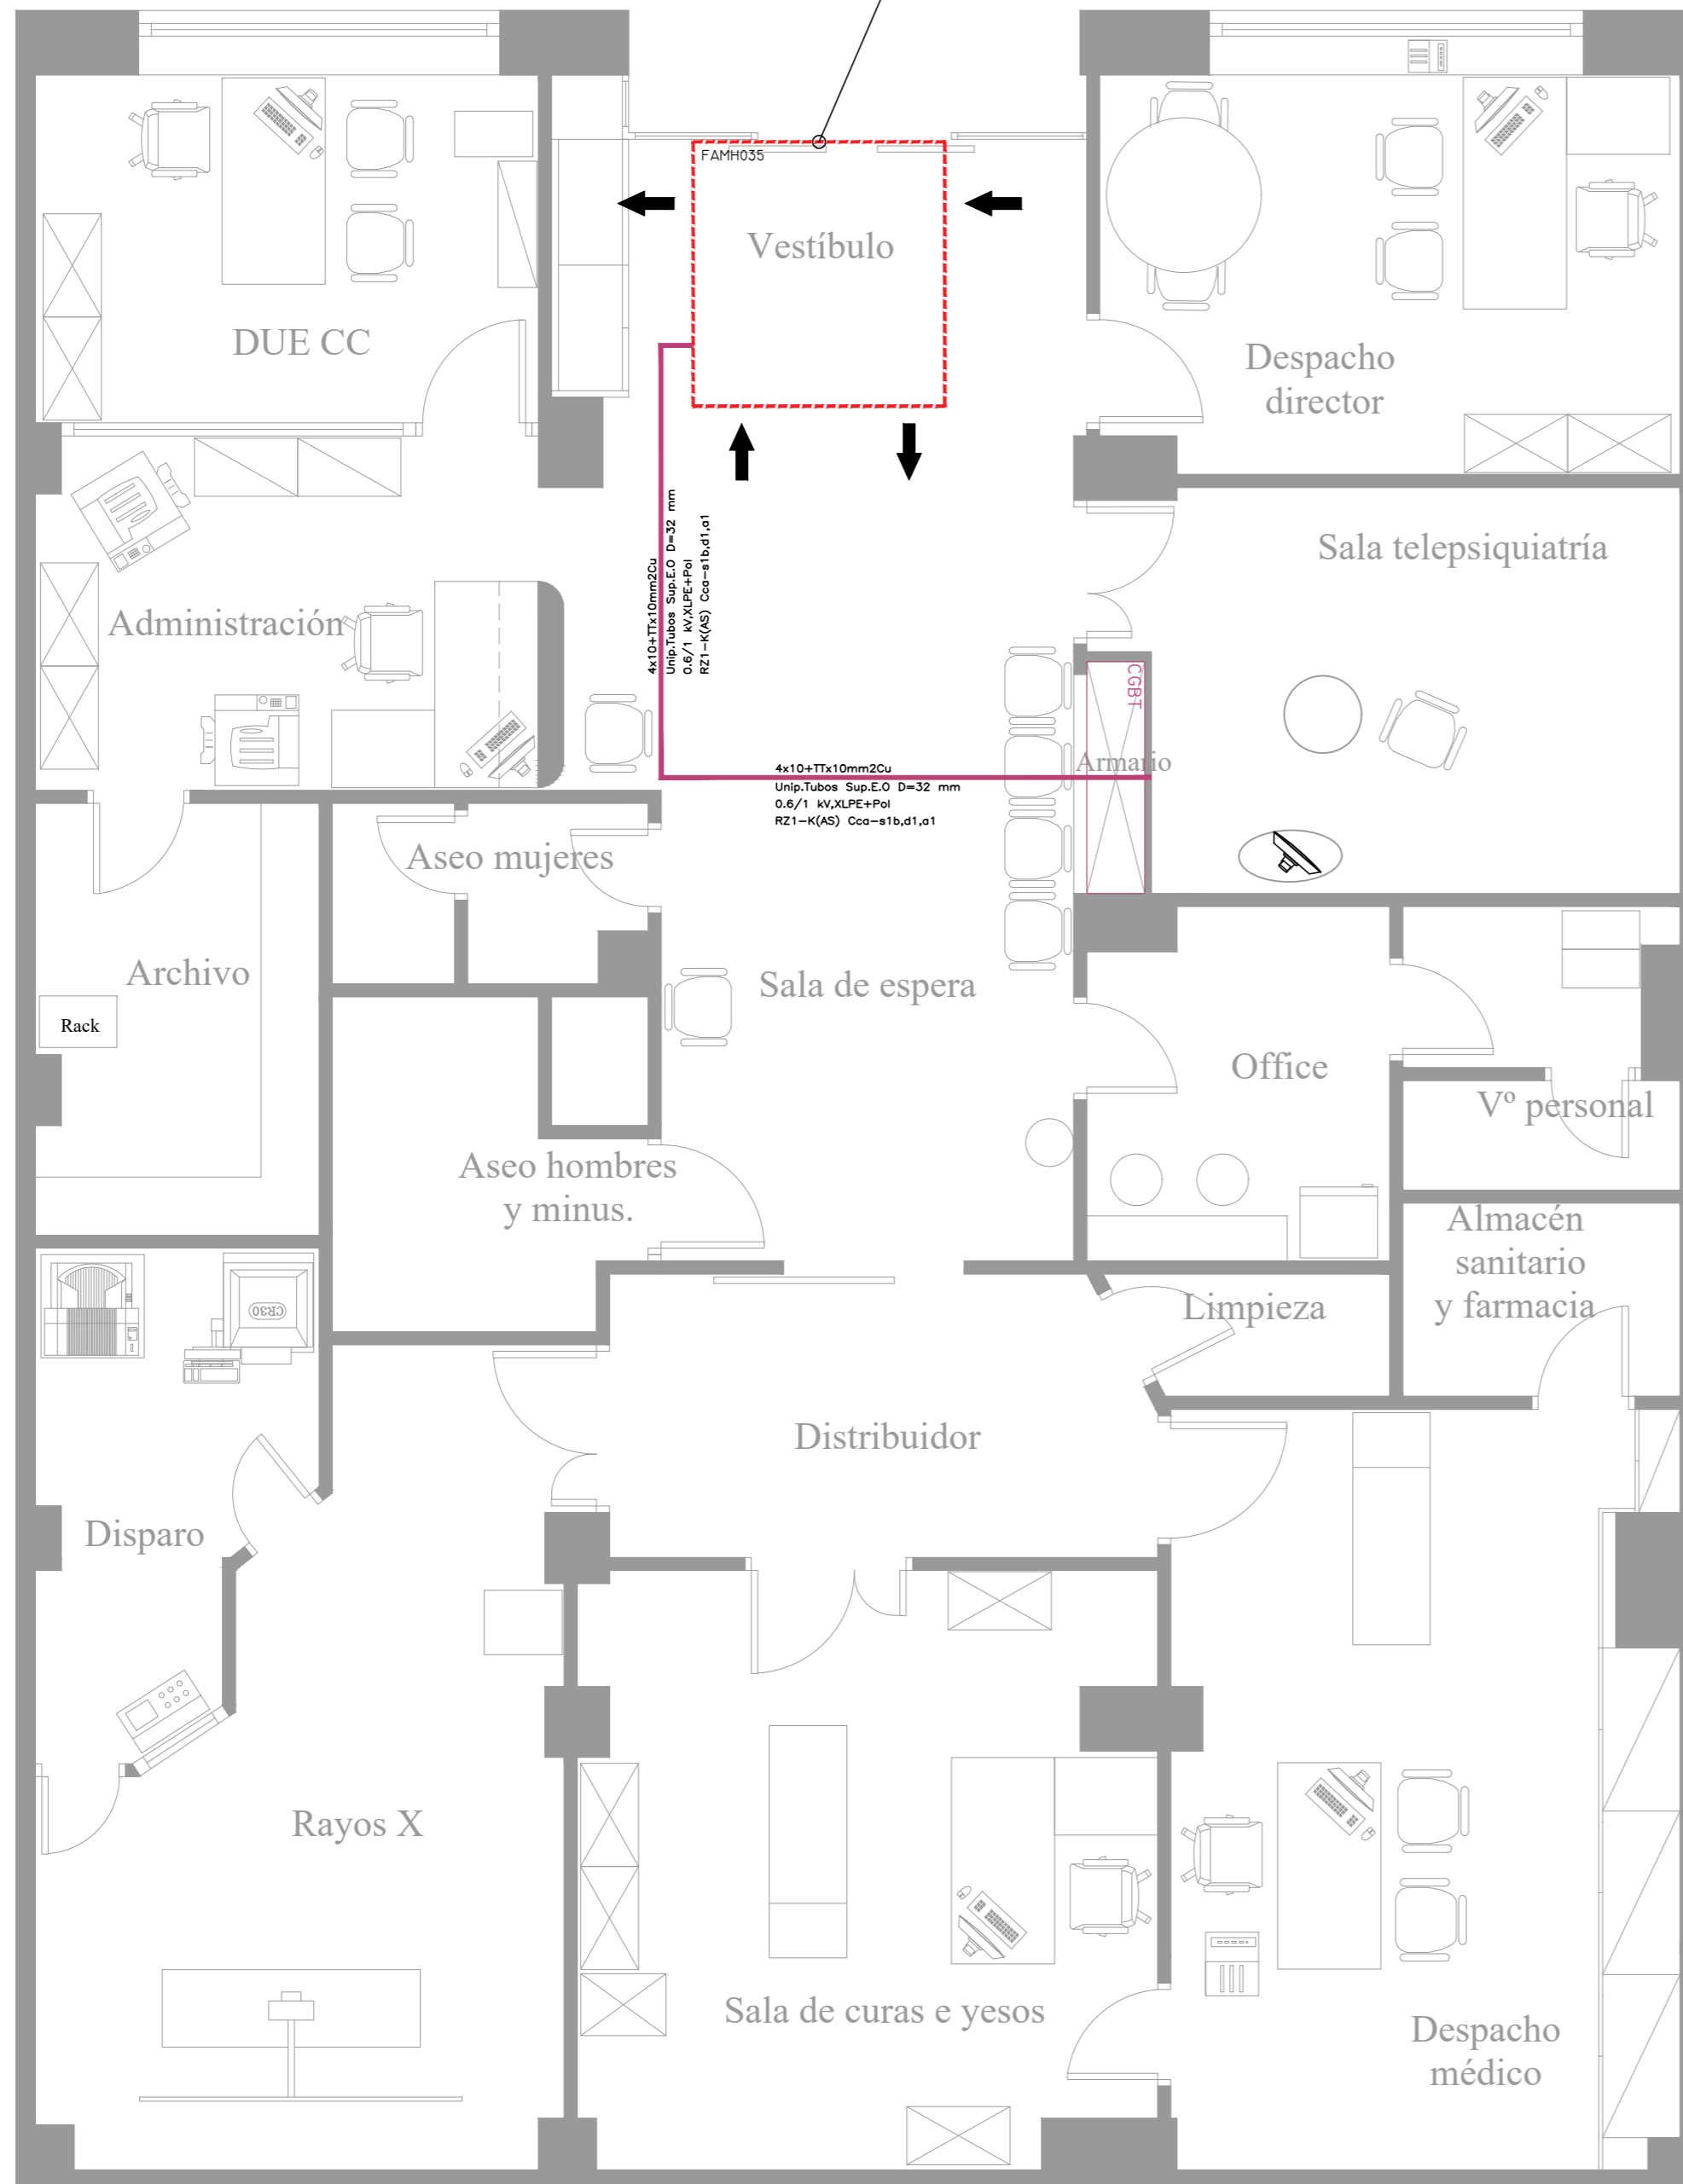 FAMH035
Vestíbulo
DUE CC
Despacho
director
4x10+TTx10mm2Cu
Unip.Tubos Sup.E.O D=32 mm
0.6/1 kV,XLPE+Pol
RZ1-K(AS) Cca-s1b,d1,a1
Sala telepsiquiatría
Administración
CGBT
Armario
4x10+TTx10mm2Cu
Unip.Tubos Sup.E.O D=32 mm
0.6/1 kV,XLPE+Pol
RZ1-K(AS) Cca-s1b,d1,a1
Aseo mujeres
Archivo
Sala de espera
Rack
Office
Vº personal
Aseo hombres
y minus.
Almacén
sanitario
y farmacia
Limpieza
CR30
Distribuidor
Disparo
Rayos X
Sala de curas e yesos
Despacho
médico